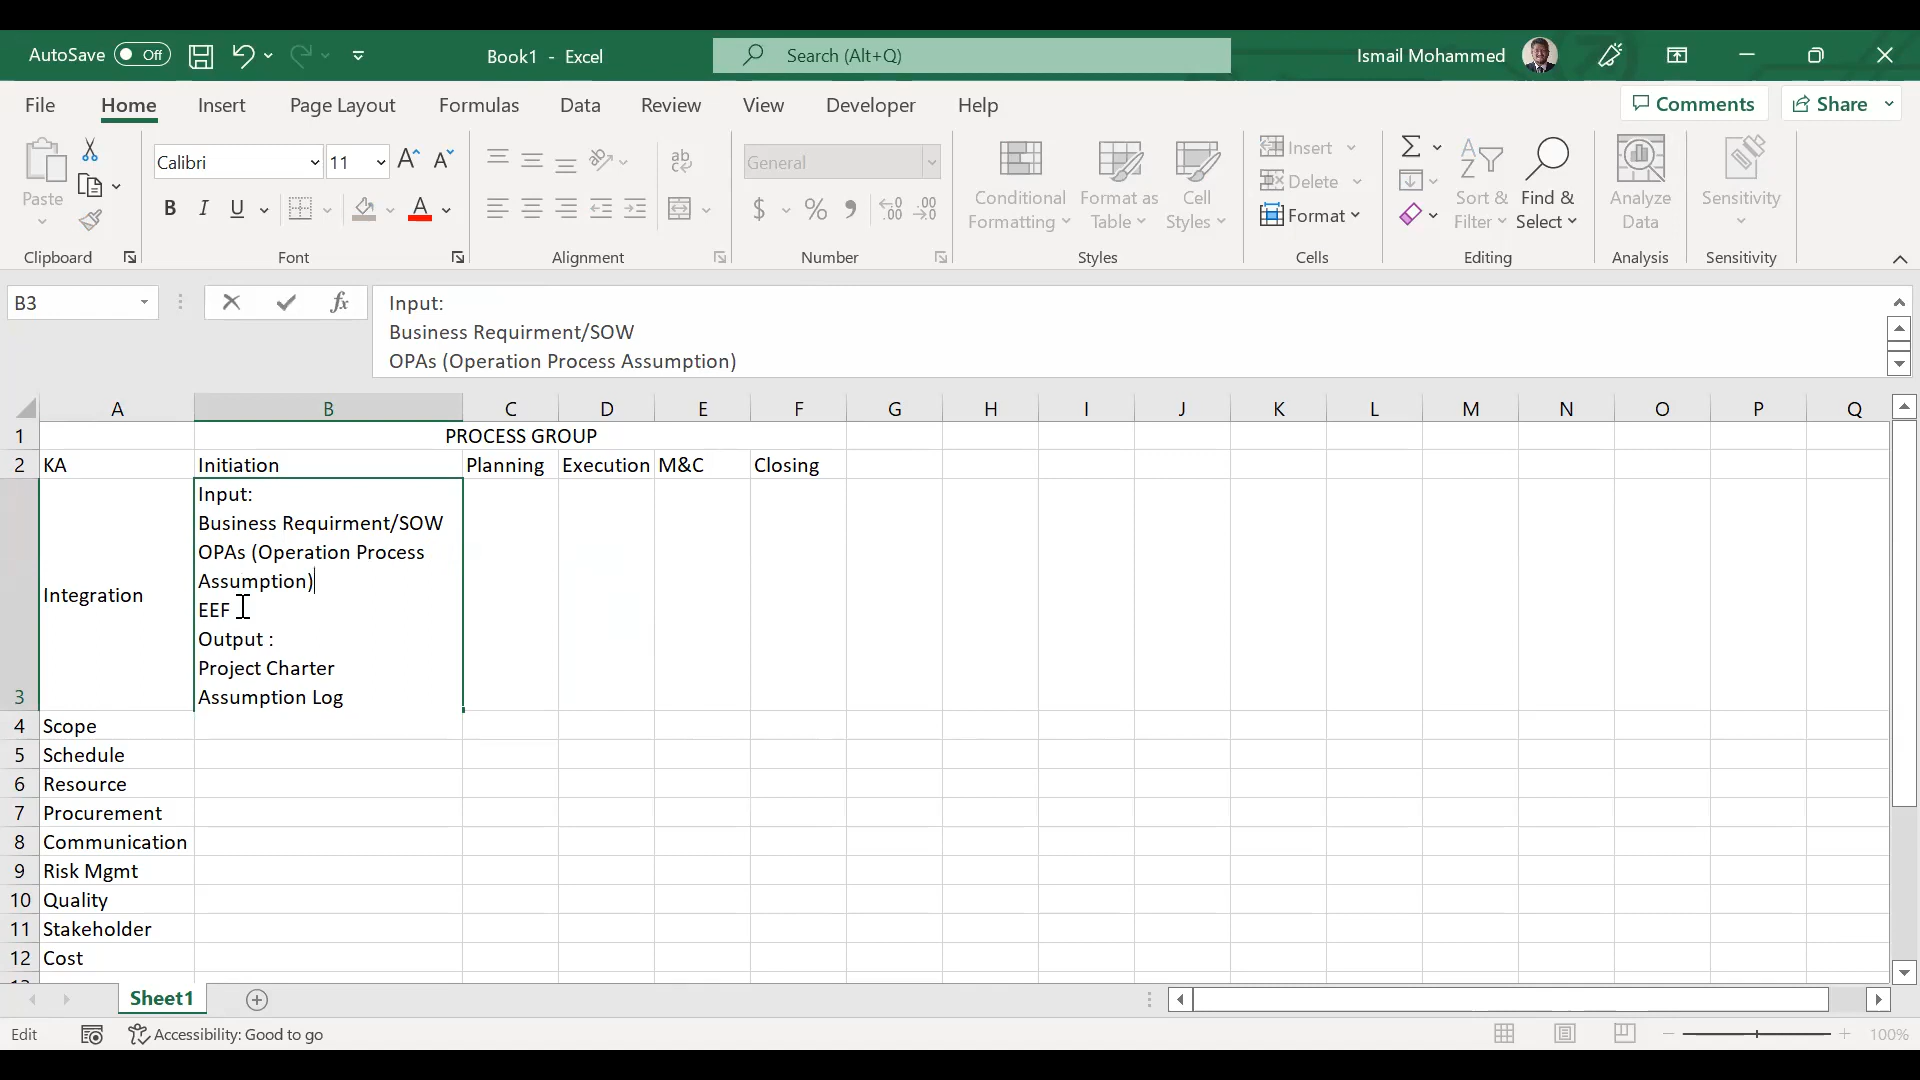 AutoSave Off Book1 - Excel Search (Alt+Q) Ismail Mohammed
File Home Insert Page Layout Formulas Data Review View Developer Help Comments Share
Paste
Clipboard
Calibri 11
B I U A
Font
ab
Alignment
General
$ % 9 .00
Number
Conditional Formatting
Format as Table
Cell Styles
Styles
Insert
Delete
Format
Cells
Sort & Filter
Find & Select
Editing
Analyze Data
Analysis
Sensitivity
Sensitivity
B3 fx
Input:
Business Requirment/SOW
OPAs (Operation Process Assumption)
A B C D E F G H I J K L M N O P Q
1 PROCESS GROUP
2 KA Initiation Planning Execution M&C Closing
Input:
Business Requirment/SOW
OPAs (Operation Process
Assumption)
Integration
EEF
Output :
Project Charter
3 Assumption Log
4 Scope
5 Schedule
6 Resource
7 Procurement
8 Communication
9 Risk Mgmt
10 Quality
11 Stakeholder
12 Cost
Sheet1
Edit Accessibility: Good to go 100%